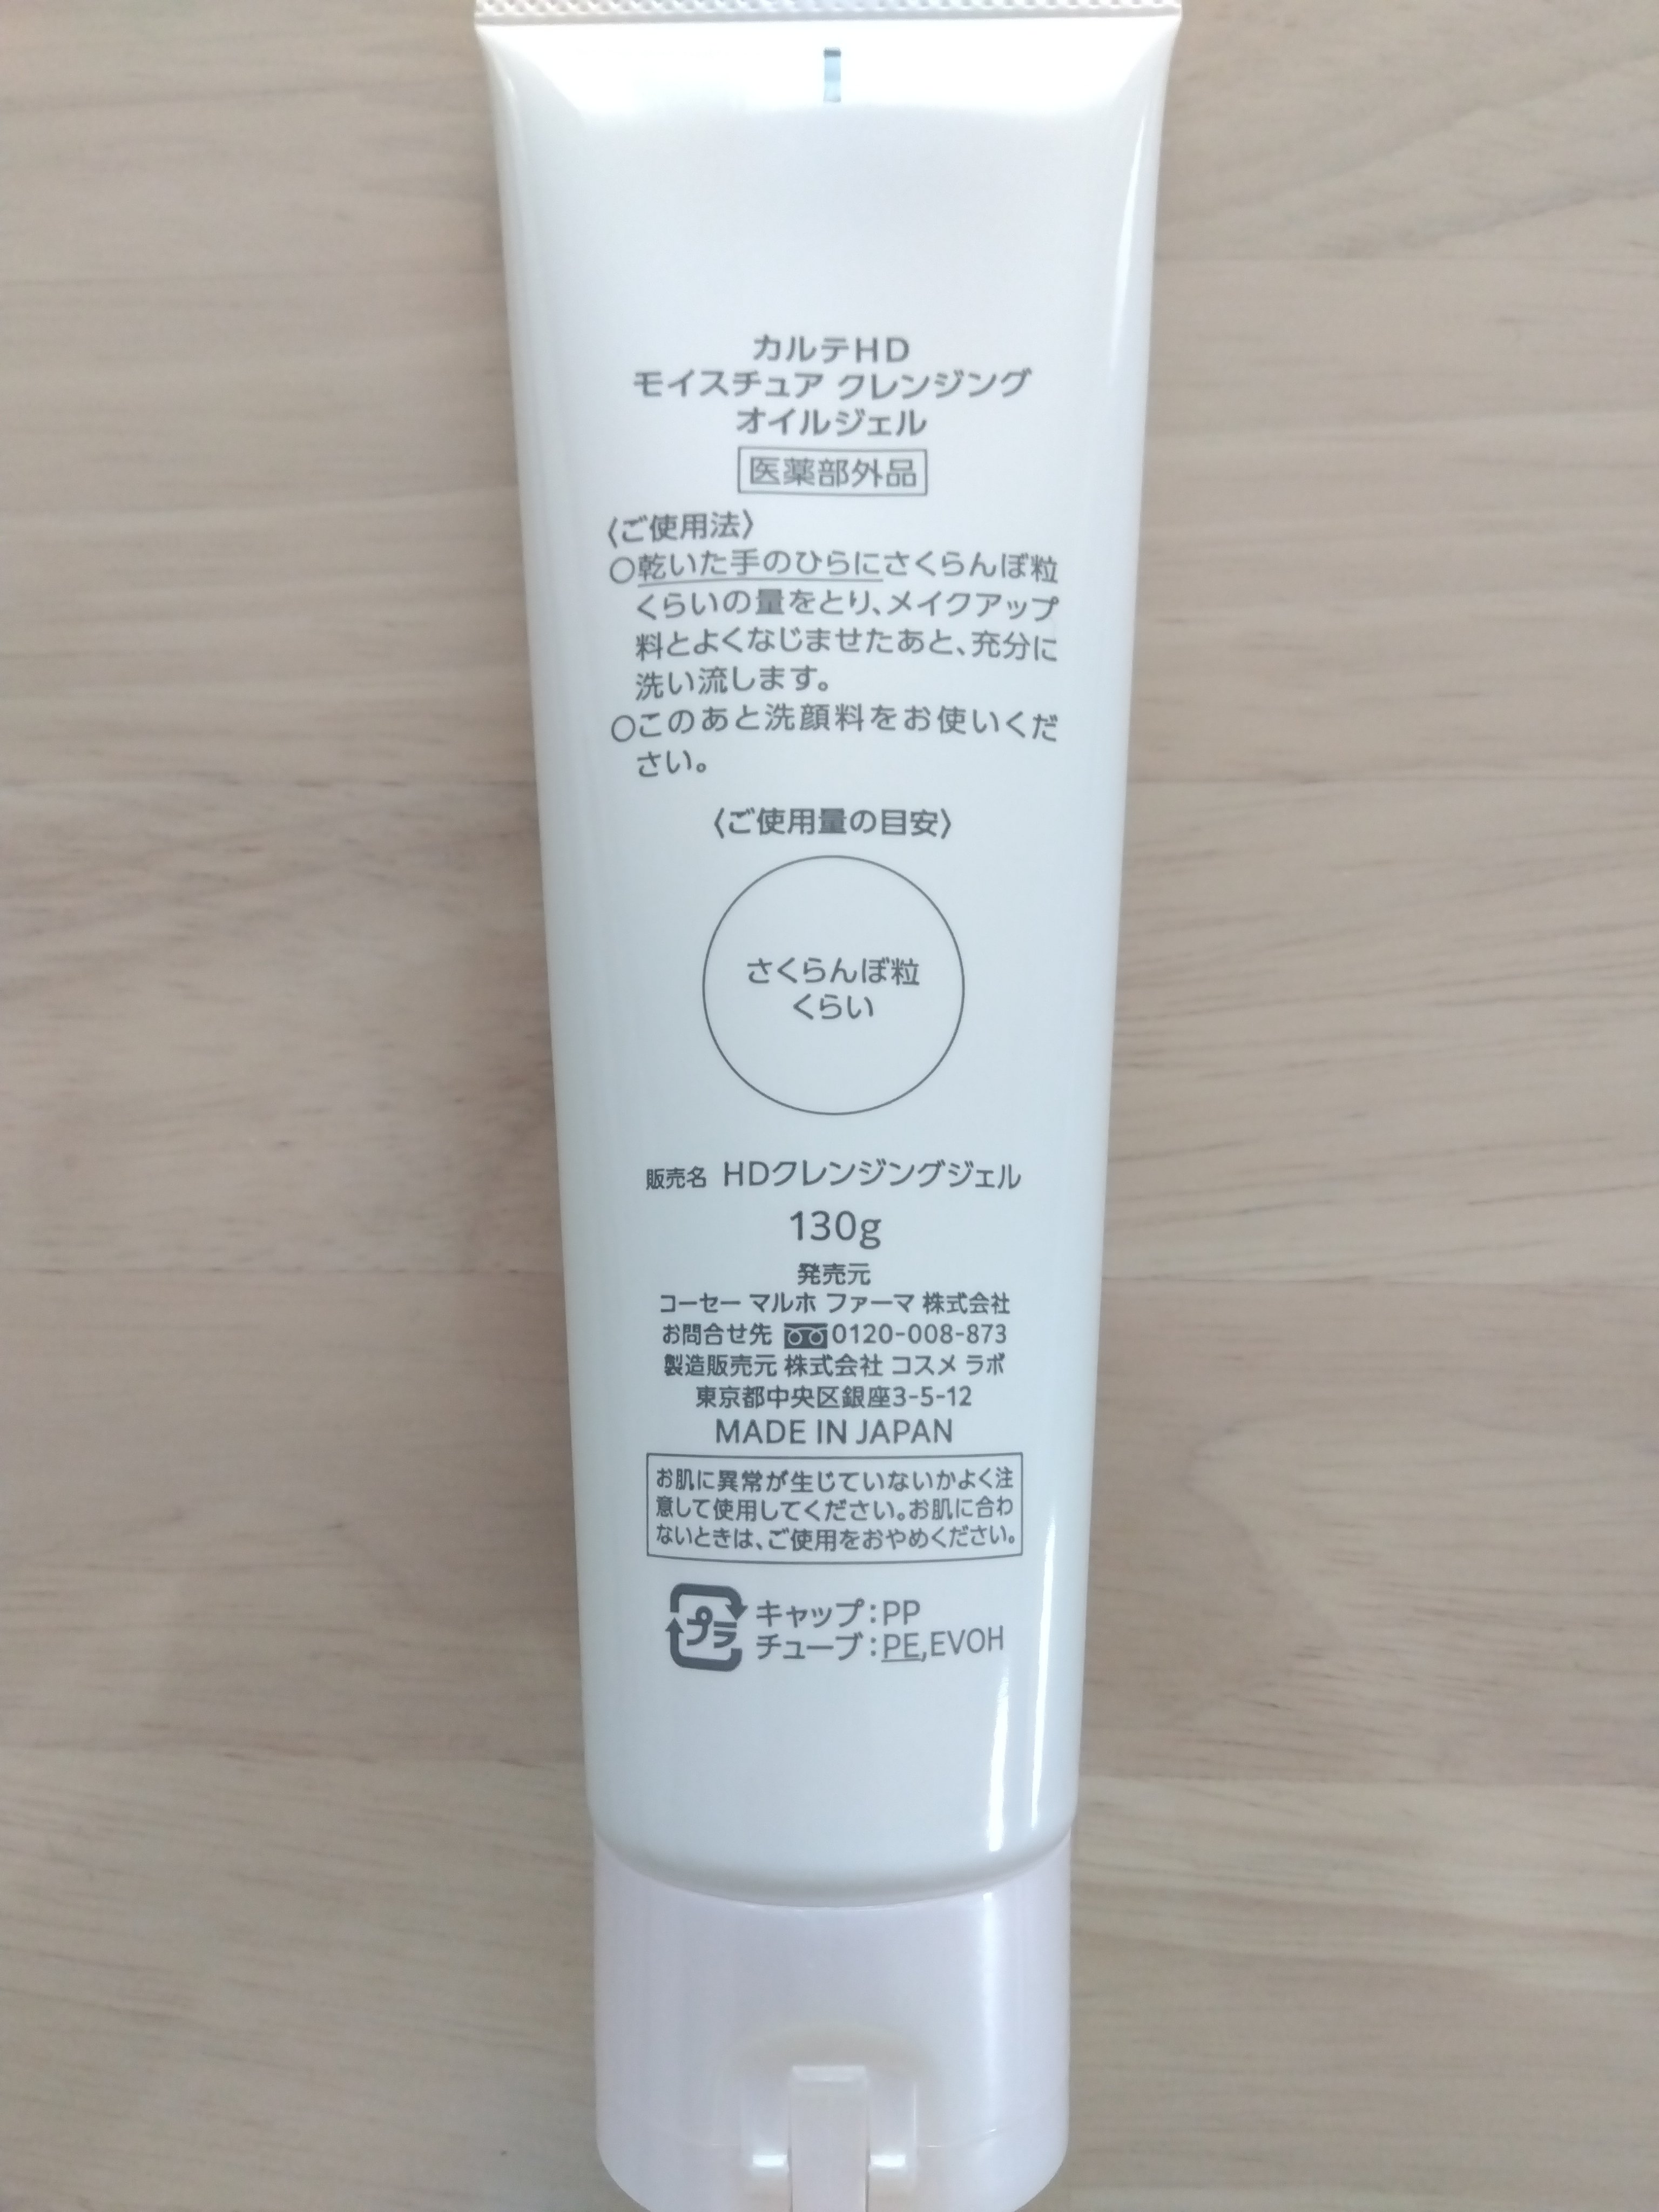 カルテHD
モイスチュア クレンジング
オイルジェル
医薬部外品
〈ご使用法〉
○乾いた手のひらにさくらんぼ粒
くらいの量をとり、メイクアップ
料とよくなじませたあと、充分に
洗い流します。
○このあと洗顔料をお使いくだ
さい。
〈ご使用量の目安〉
さくらんぼ粒
くらい
販売名 HDクレンジングジェル
130g
発売元
コーセー マルホ ファーマ 株式会社
お問合せ先 0120-008-873
製造販売元 株式会社 コスメ ラボ
東京都中央区銀座3-5-12
MADE IN JAPAN
お肌に異常が生じていないかよく注
意して使用してください。お肌に合わ
ないときは、ご使用をおやめください。
プラ
キャップ：PP
チューブ：PE,EVOH